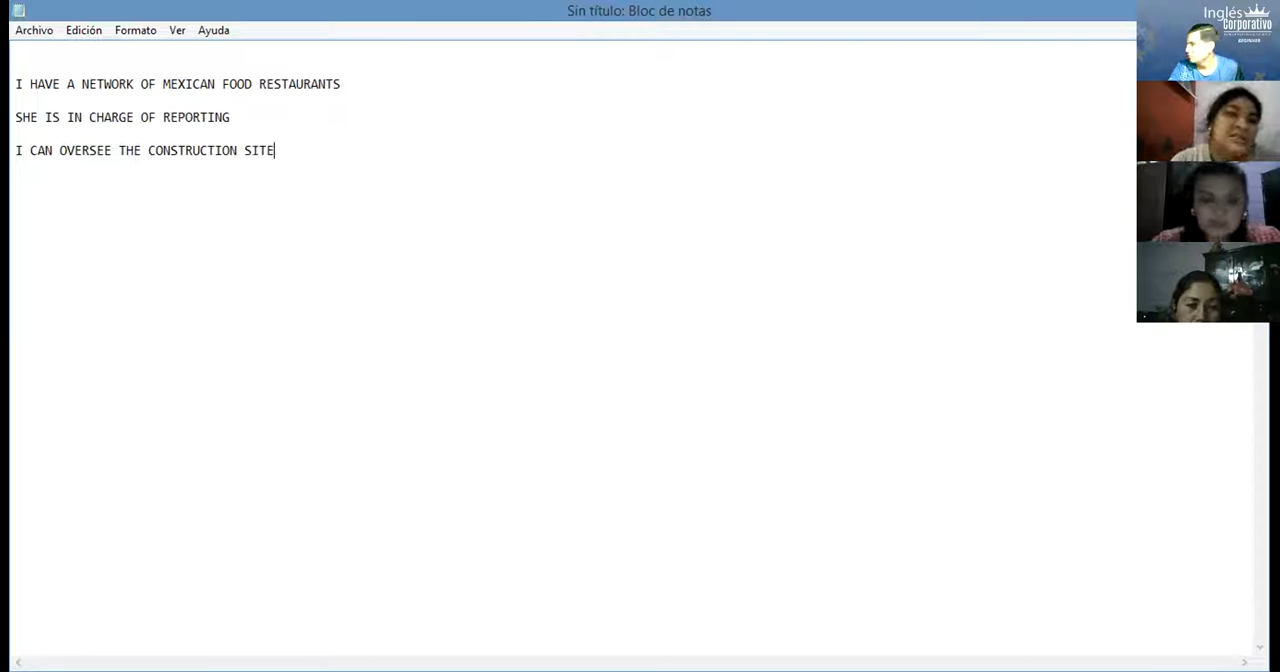 Sin título: Bloc de notas
Archivo Edición Formato Ver Ayuda
I HAVE A NETWORK OF MEXICAN FOOD RESTAURANTS
SHE IS IN CHARGE OF REPORTING
I CAN OVERSEE THE CONSTRUCTION SITE
Inglés
Corporativo
BEGINNER